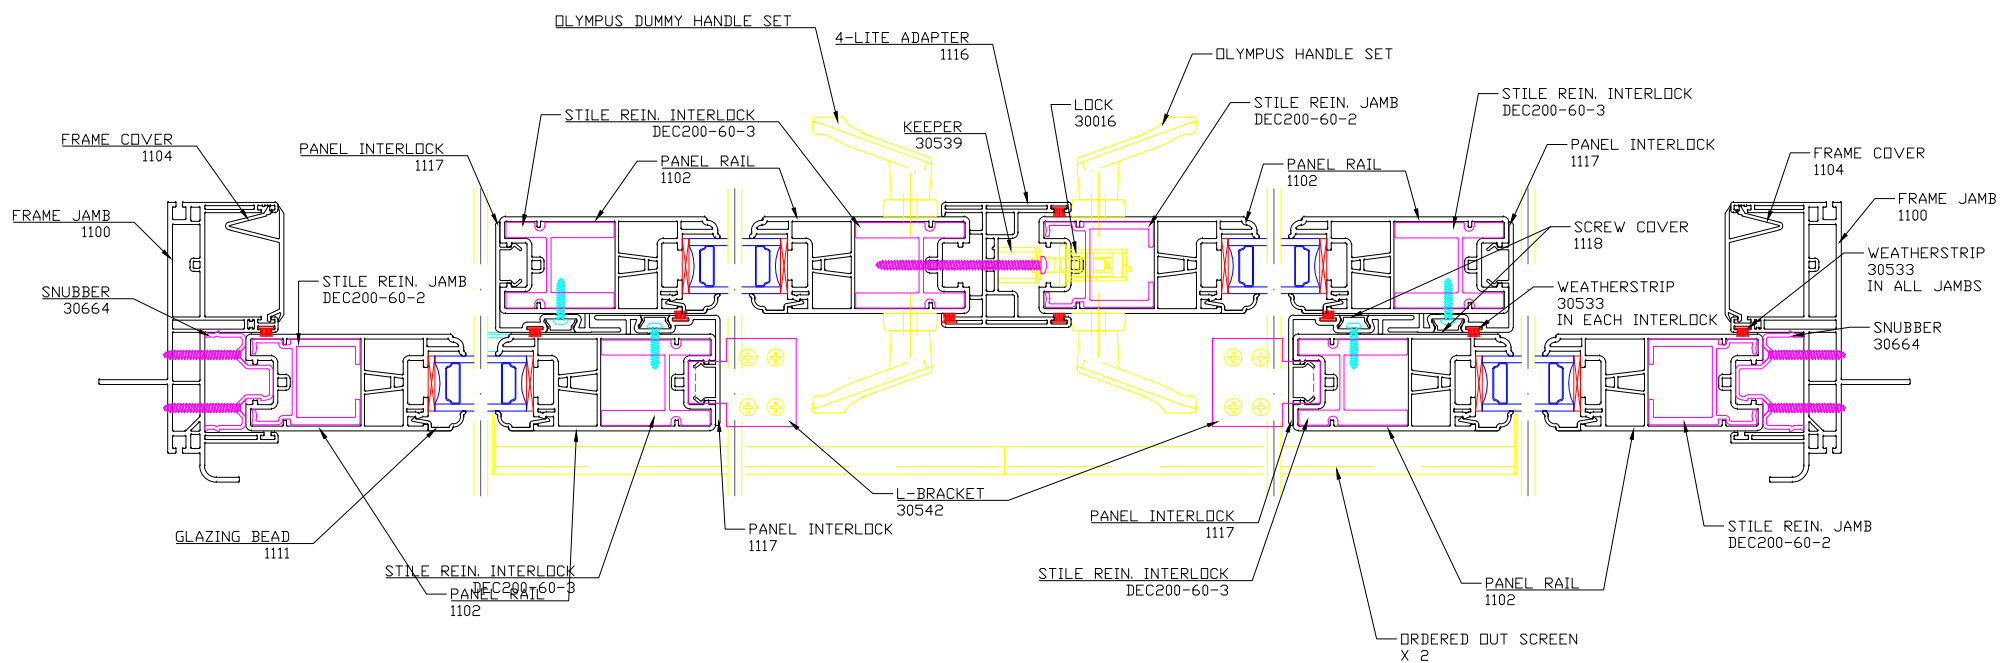 OLYMPUS DUMMY HANDLE SET
4-LITE ADAPTER
1116
OLYMPUS HANDLE SET
STILE REIN. INTERLOCK
DEC200-60-3
KEEPER
30539
LOCK
30016
STILE REIN. JAMB
DEC200-60-2
STILE REIN. INTERLOCK
DEC200-60-3
FRAME COVER
1104
PANEL INTERLOCK
1117
PANEL RAIL
1102
PANEL RAIL
1102
PANEL INTERLOCK
1117
FRAME COVER
1104
FRAME JAMB
1100
FRAME JAMB
1100
SCREW COVER
1118
WEATHERSTRIP
30533
IN ALL JAMBS
SNUBBER
30664
STILE REIN. JAMB
DEC200-60-2
WEATHERSTRIP
30533
IN EACH INTERLOCK
SNUBBER
30664
GLAZING BEAD
1111
L-BRACKET
30542
PANEL INTERLOCK
1117
PANEL INTERLOCK
1117
STILE REIN. JAMB
DEC200-60-2
STILE REIN. INTERLOCK
DEC200-60-3
PANEL RAIL
1102
STILE REIN. INTERLOCK
DEC200-60-3
PANEL RAIL
1102
ORDERED OUT SCREEN
X 2